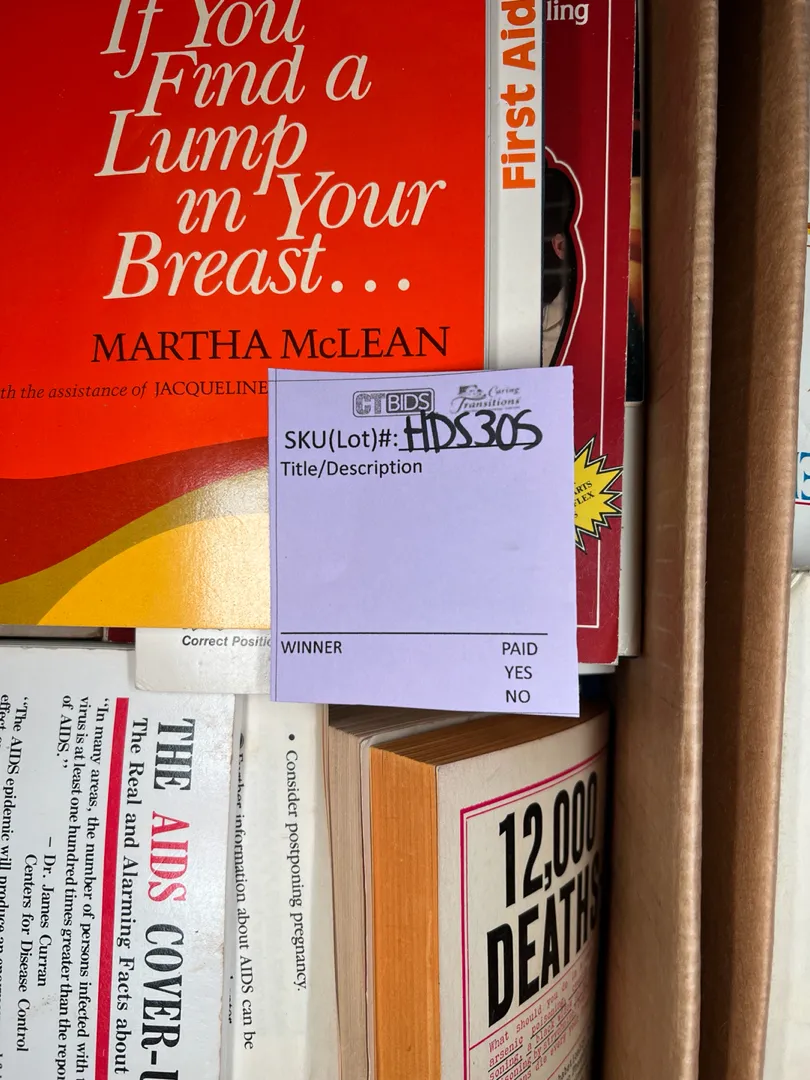 If You
Find a
Lump
in Your
Breast...
MARTHA McLEAN
the assistance of JACQUELINE
First Aid
ling
CTBIDS
Caring
Transitions
SKU(Lot)#: HDS305
Title/Description
WINNER
PAID
YES
NO
FLEX
Correct
THE AIDS
The Real and Alarming Facts about
"In many areas, the number of persons infected with
virus is at least one hundred times greater than the
of AIDS."
– Dr. James Curran
Centers for Disease Control
"The AIDS epidemic will produce an
• Consider postponing pregnancy.
information about AIDS can be
12,000
DEATHS
What should you do
arsenic